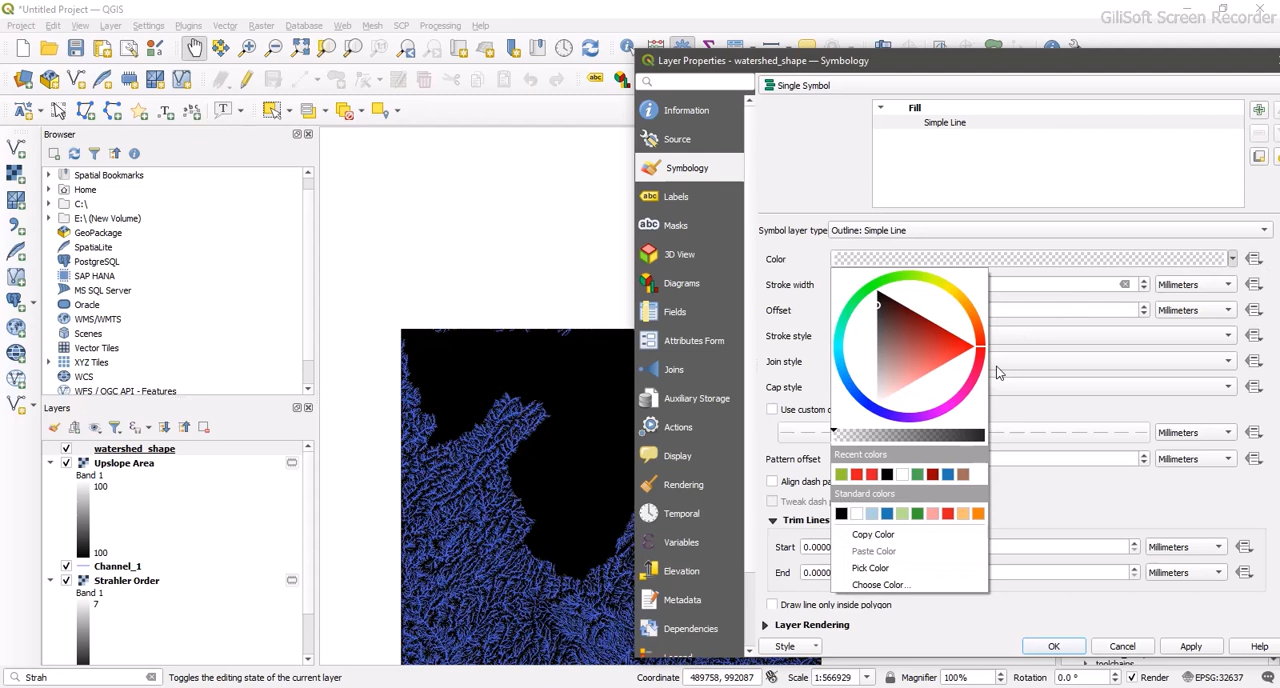 *Untitled Project — QGIS
GiliSoft Screen Recorder
Project Edit View Layer Settings Plugins Vector Raster Database Web Mesh SCP Processing Help
Layer Properties - watershed_shape — Symbology
Single Symbol
Fill
Simple Line
Information
Source
Symbology
Labels
Masks
3D View
Diagrams
Fields
Attributes Form
Joins
Auxiliary Storage
Actions
Display
Rendering
Temporal
Variables
Elevation
Metadata
Dependencies
Browser
Spatial Bookmarks
Home
C:\
E:\ (New Volume)
GeoPackage
SpatiaLite
PostgreSQL
SAP HANA
MS SQL Server
Oracle
WMS/WMTS
Scenes
Vector Tiles
XYZ Tiles
WCS
WFS / OGC API - Features
Layers
watershed_shape
Upslope Area
Band 1
100
100
Channel_1
Strahler Order
Band 1
7
Symbol layer type Outline: Simple Line
Color
Stroke width Millimeters
Offset Millimeters
Stroke style
Join style
Cap style
Use custom d
Millimeters
Pattern offset Millimeters
Align dash pa
Tweak dash p
Trim Lines
Start 0.0000 Millimeters
End 0.0000 Millimeters
Draw line only inside polygon
Layer Rendering
Recent colors
Standard colors
Copy Color
Paste Color
Pick Color
Choose Color...
Style OK Cancel Apply Help
toolchains
Strah Toggles the editing state of the current layer Coordinate 489758, 992087 Scale 1:566929 Magnifier 100% Rotation 0.0 ° Render EPSG:32637